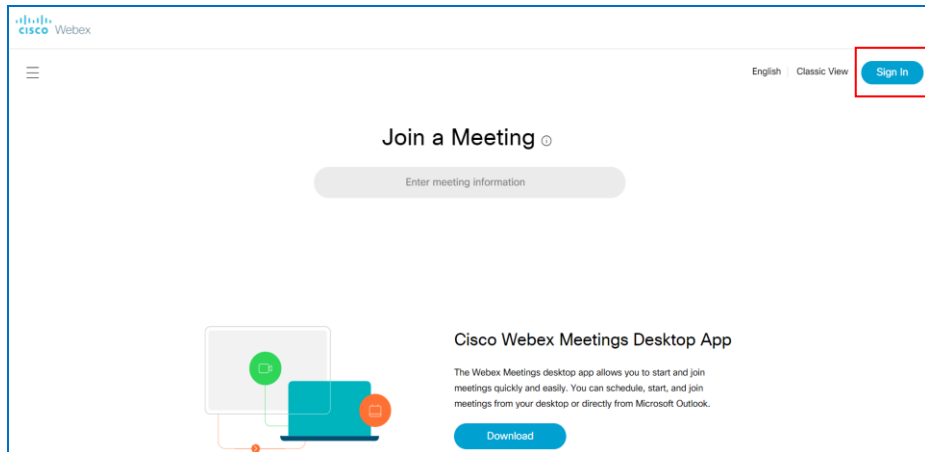 CISCO Webex
English Classic View Sign In
Join a Meeting
Enter meeting information
Cisco Webex Meetings Desktop App
The Webex Meetings desktop app allows you to start and join
meetings quickly and easily. You can schedule, start, and join
meetings from your desktop or directly from Microsoft Outlook.
Download